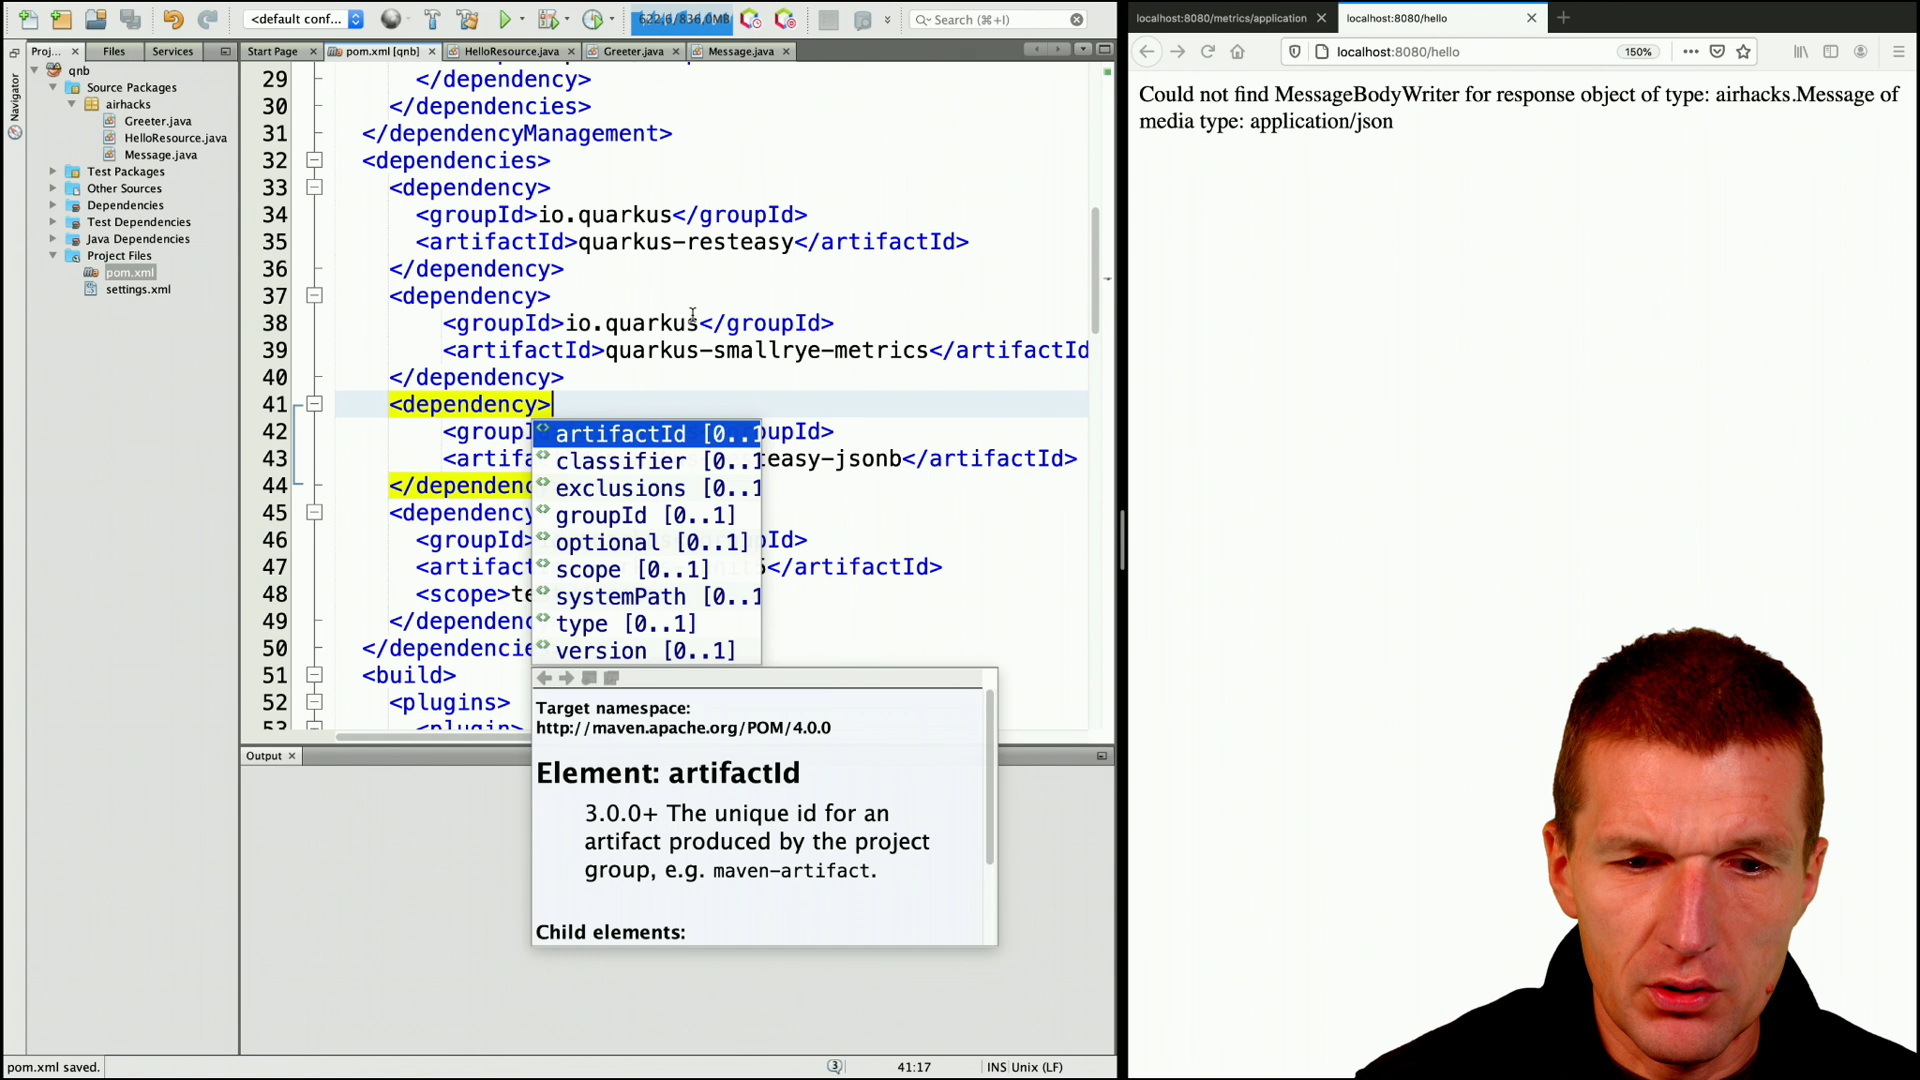 <default conf...
622,6/836,0MB
Search (⌘+I)
Proj...
Files
Services
Start Page
pom.xml [qnb]
HelloResource.java
Greeter.java
Message.java
Navigator
qnb
Source Packages
airhacks
Greeter.java
HelloResource.java
Message.java
Test Packages
Other Sources
Dependencies
Test Dependencies
Java Dependencies
Project Files
pom.xml
settings.xml
29 </dependency>
30 </dependencies>
31 </dependencyManagement>
32 <dependencies>
33 <dependency>
34 <groupId>io.quarkus</groupId>
35 <artifactId>quarkus-resteasy</artifactId>
36 </dependency>
37 <dependency>
38 <groupId>io.quarkus</groupId>
39 <artifactId>quarkus-smallrye-metrics</artifactId
40 </dependency>
41 <dependency>
42 <groupI oupId>
43 <artifa teasy-jsonb</artifactId>
44 </dependenc
45 <dependency
46 <groupId> pId>
47 <artifact 5</artifactId>
48 <scope>te
49 </dependenc
50 </dependencie
51 <build>
52 <plugins>
53 <plugin>
artifactId [0..1
classifier [0..1
exclusions [0..1
groupId [0..1]
optional [0..1]
scope [0..1]
systemPath [0..1
type [0..1]
version [0..1]
Target namespace:
http://maven.apache.org/POM/4.0.0
Element: artifactId
3.0.0+ The unique id for an
artifact produced by the project
group, e.g. maven-artifact.
Child elements:
Output
pom.xml saved.
3
41:17
INS Unix (LF)
localhost:8080/metrics/application
localhost:8080/hello
localhost:8080/hello
150%
Could not find MessageBodyWriter for response object of type: airhacks.Message of
media type: application/json